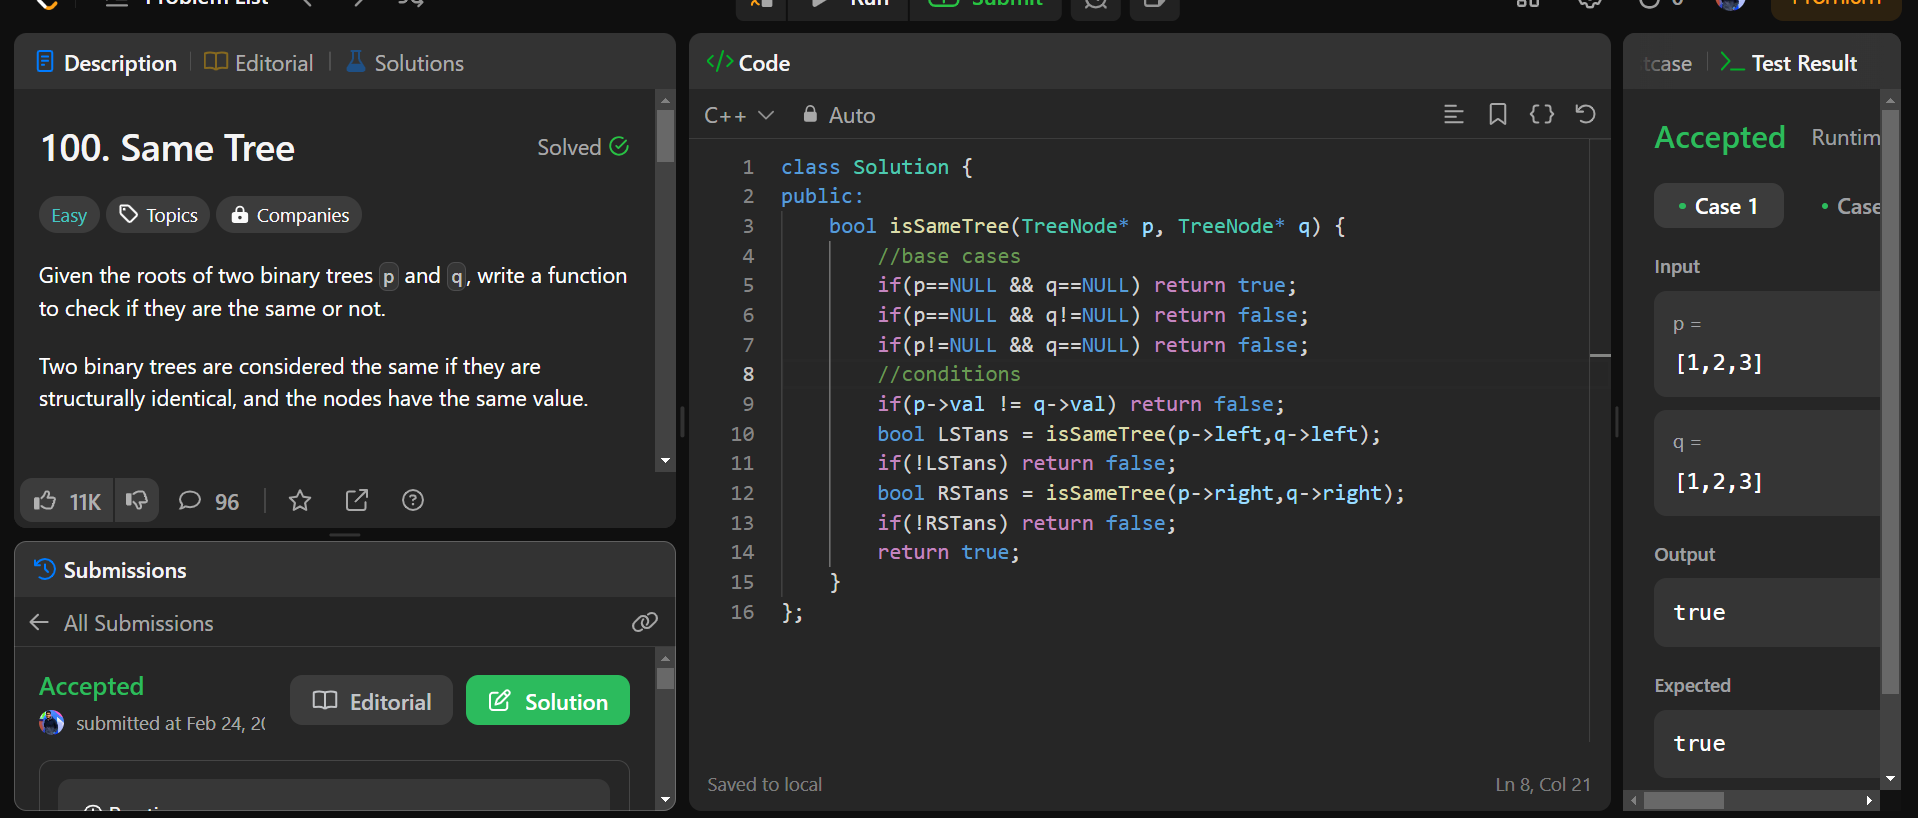 Problem List
Run
Submit
0
Premium
Description
Editorial
Solutions
100. Same Tree
Solved
Easy
Topics
Companies
Given the roots of two binary trees p and q, write a function
to check if they are the same or not.
Two binary trees are considered the same if they are
structurally identical, and the nodes have the same value.
11K
96
Submissions
All Submissions
Accepted
submitted at Feb 24, 20
Editorial
Solution
</> Code
C++
Auto
1 class Solution {
2 public:
3 bool isSameTree(TreeNode* p, TreeNode* q) {
4 //base cases
5 if(p==NULL && q==NULL) return true;
6 if(p==NULL && q!=NULL) return false;
7 if(p!=NULL && q==NULL) return false;
8 //conditions
9 if(p->val != q->val) return false;
10 bool LSTans = isSameTree(p->left,q->left);
11 if(!LSTans) return false;
12 bool RSTans = isSameTree(p->right,q->right);
13 if(!RSTans) return false;
14 return true;
15 }
16 };
Saved to local
Ln 8, Col 21
tcase
Test Result
Accepted
Runtim
• Case 1
• Case
Input
p =
[1,2,3]
q =
[1,2,3]
Output
true
Expected
true